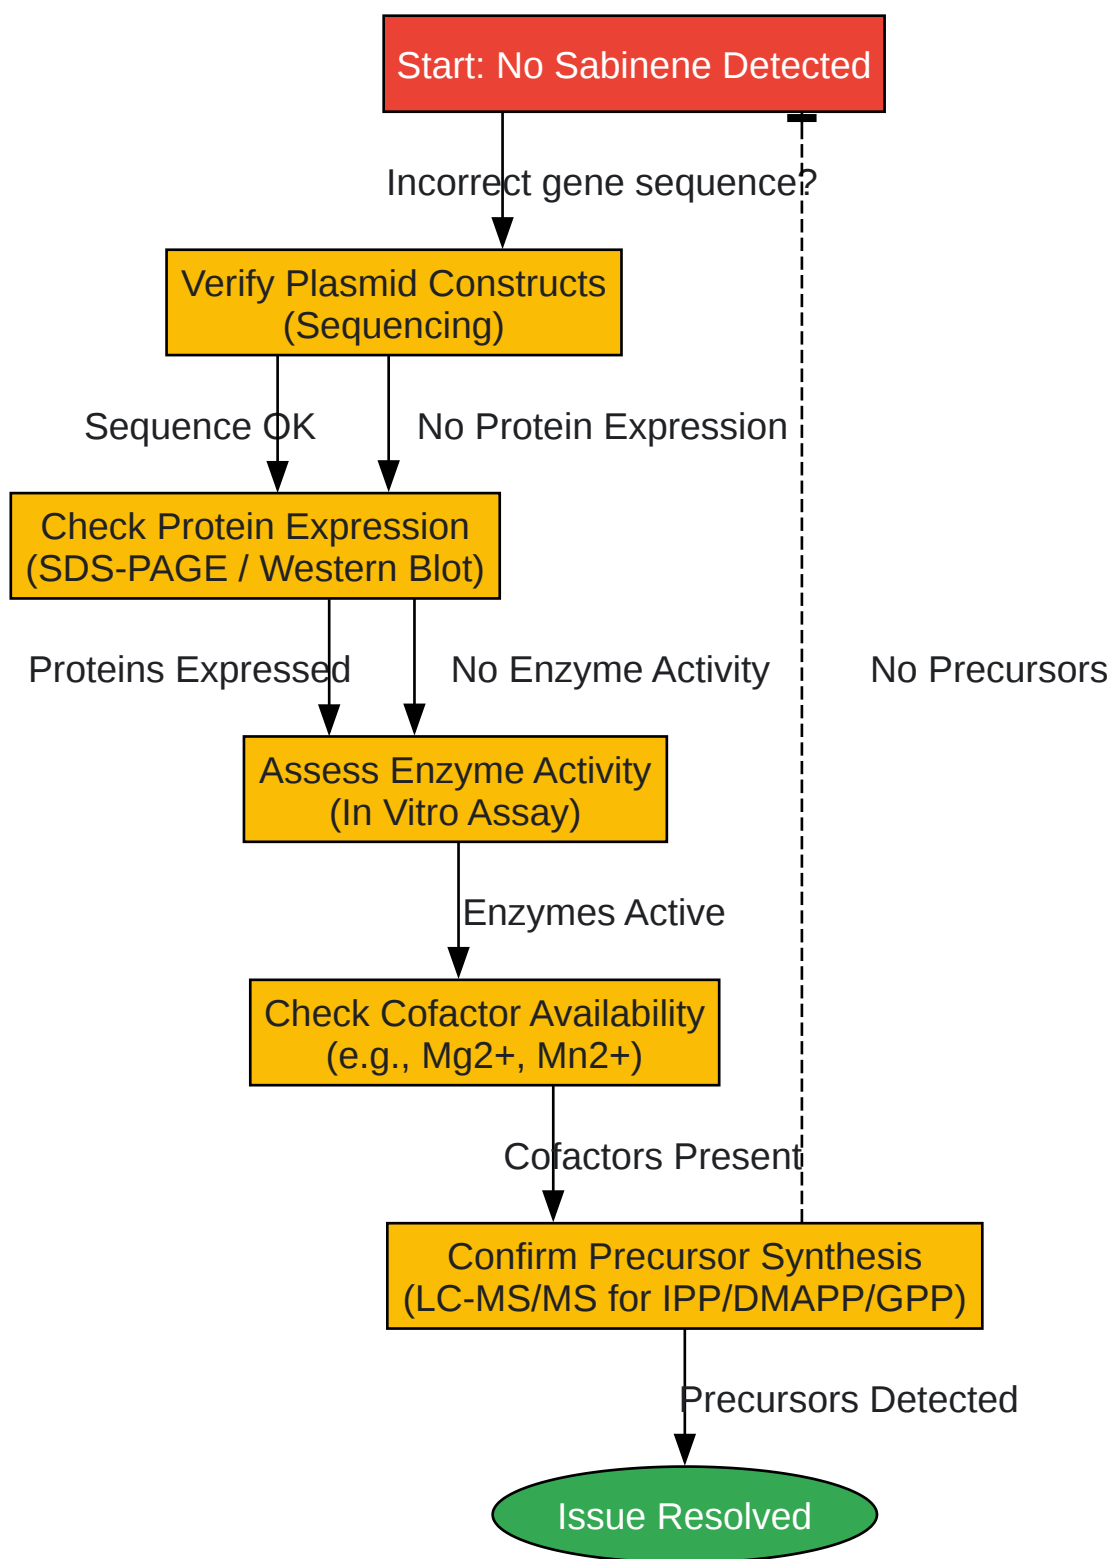 Start: No Sabinene Detected
Incorrect gene sequence?
Verify Plasmid Constructs
(Sequencing)
Sequence OK
No Protein Expression
Check Protein Expression
(SDS-PAGE / Western Blot)
Proteins Expressed
No Enzyme Activity
No Precursors
Assess Enzyme Activity
(In Vitro Assay)
Enzymes Active
Check Cofactor Availability
(e.g., Mg2+, Mn2+)
Cofactors Present
Confirm Precursor Synthesis
(LC-MS/MS for IPP/DMAPP/GPP)
Precursors Detected
Issue Resolved